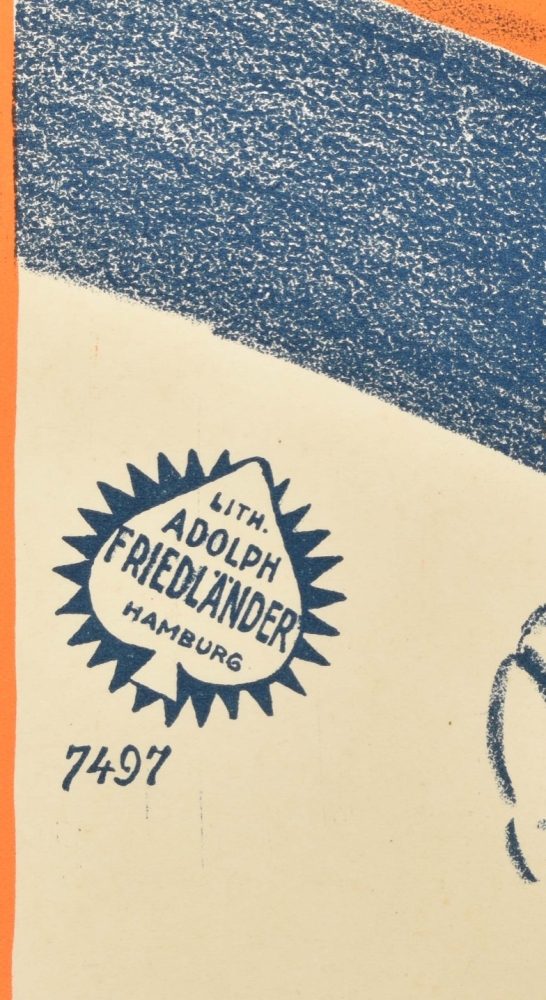 LITH.
ADOLPH
FRIEDLÄNDER
HAMBURG
7497